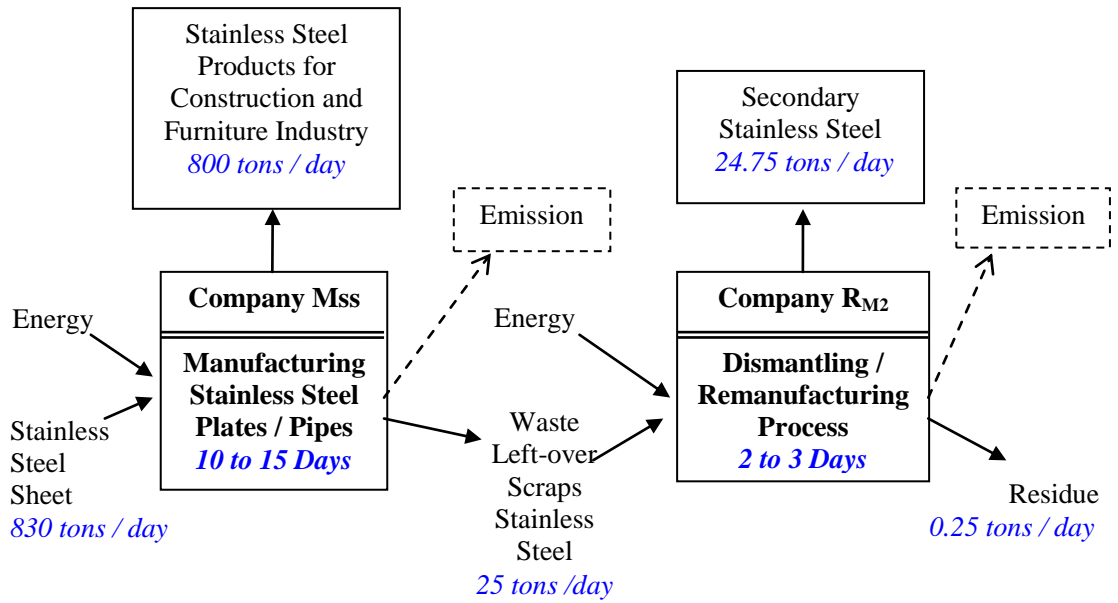 Stainless Steel
Products for
Construction and
Furniture Industry
800 tons / day
Secondary
Stainless Steel
24.75 tons / day
Emission
Emission
Company Mss
Company RM2
Energy
Energy
Manufacturing
Stainless Steel
Plates / Pipes
10 to 15 Days
Dismantling /
Remanufacturing
Process
2 to 3 Days
Stainless
Steel
Sheet
830 tons / day
Waste
Left-over
Scraps
Stainless
Steel
25 tons /day
Residue
0.25 tons / day